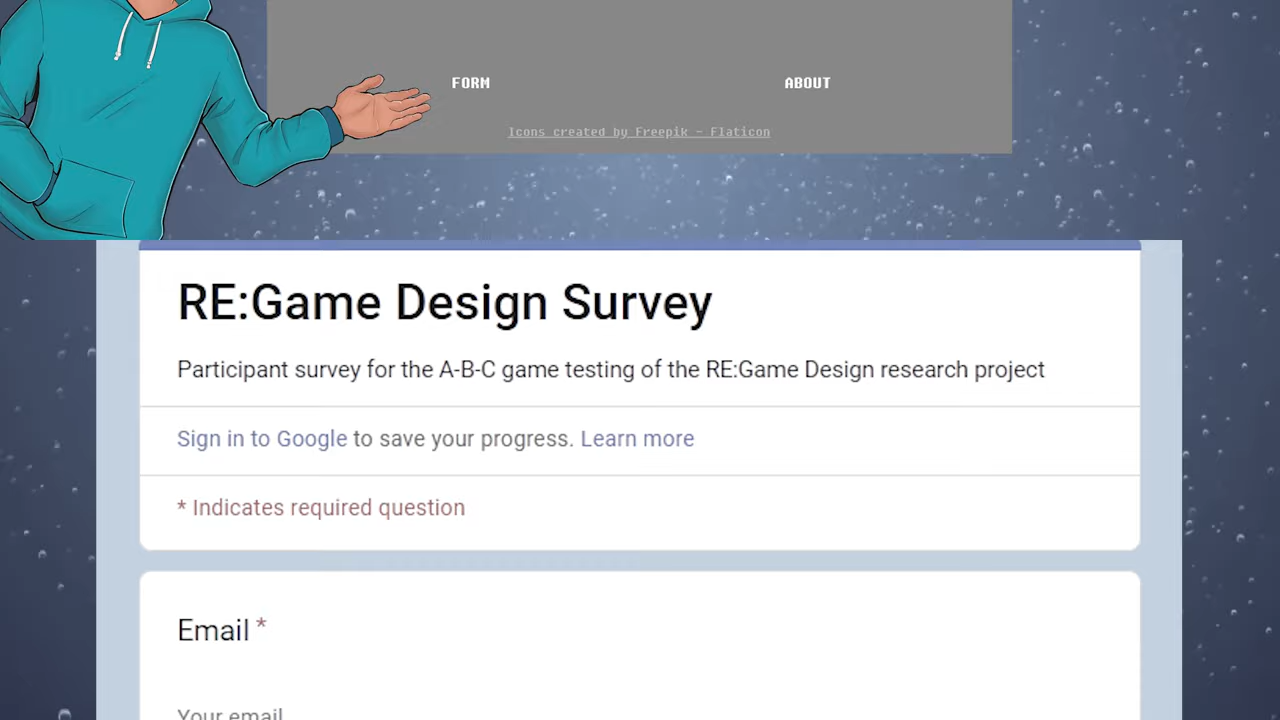 FORM
ABOUT
Icons created by Freepik - Flaticon
RE:Game Design Survey
Participant survey for the A-B-C game testing of the RE:Game Design research project
Sign in to Google to save your progress. Learn more
* Indicates required question
Email *
Your email